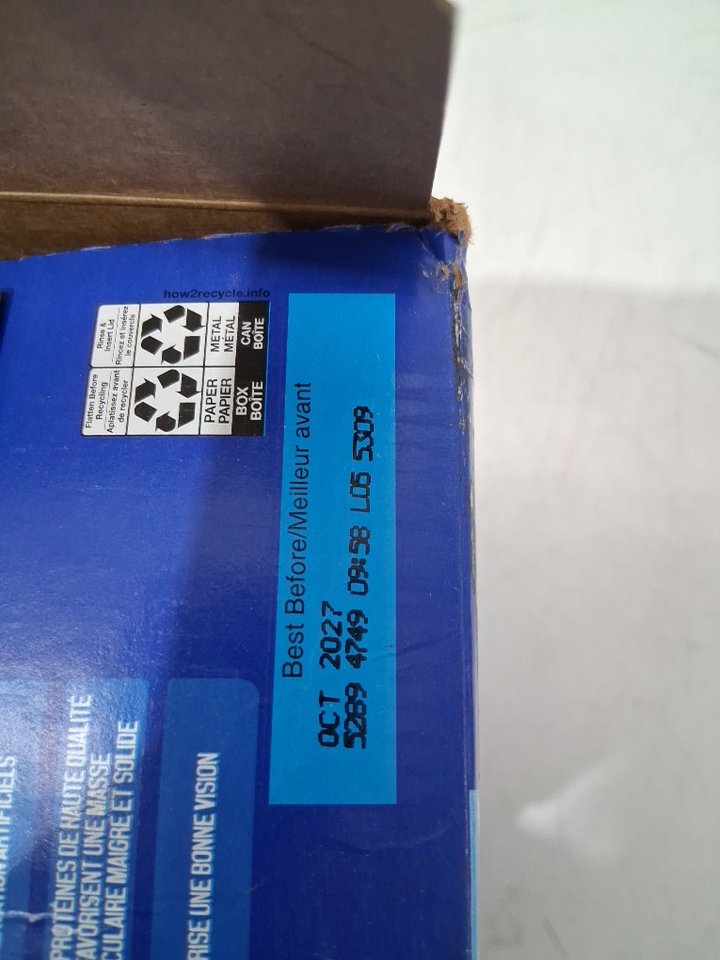 how2recycle.info
Rinse &
Insert Lid
Rincez et insérez
le couvercle
METAL
MÉTAL
CAN
BOÎTE
Flatten Before
Recycling
Aplatissez avant
de recycler
PAPER
PAPIER
BOX
BOÎTE
Best Before/Meilleur avant
OCT 2027
5289 4749 09:58 L05 5309
ARTIFICIELS
PROTÉINES DE HAUTE QUALITÉ
AVORISENT UNE MASSE
CULAIRE MAIGRE ET SOLIDE
RISE UNE BONNE VISION